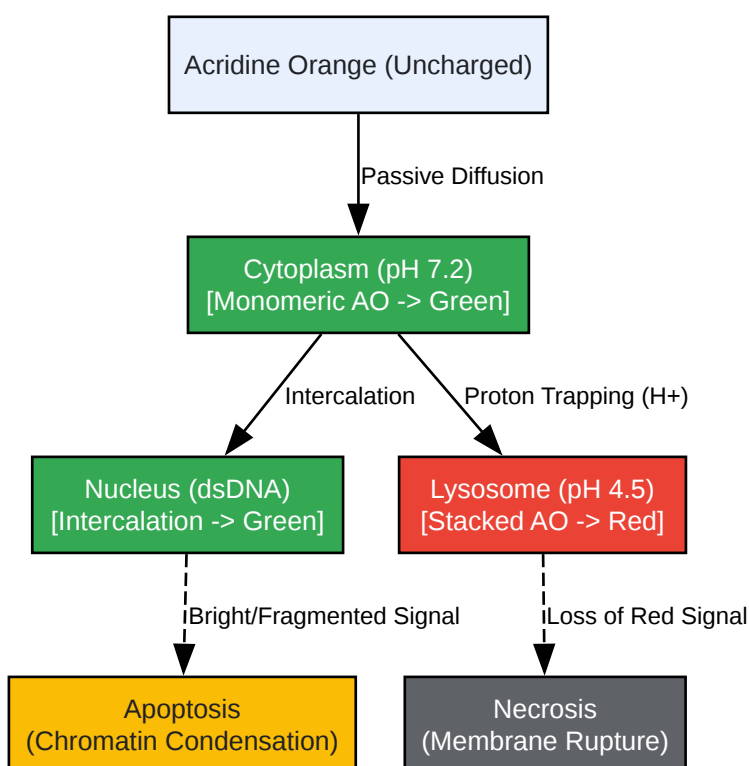 Acridine Orange (Uncharged)
Passive Diffusion
Cytoplasm (pH 7.2)
[Monomeric AO -> Green]
Intercalation
Proton Trapping (H+)
Nucleus (dsDNA)
[Intercalation -> Green]
Lysosome (pH 4.5)
[Stacked AO -> Red]
Bright/Fragmented Signal
Loss of Red Signal
Apoptosis
(Chromatin Condensation)
Necrosis
(Membrane Rupture)